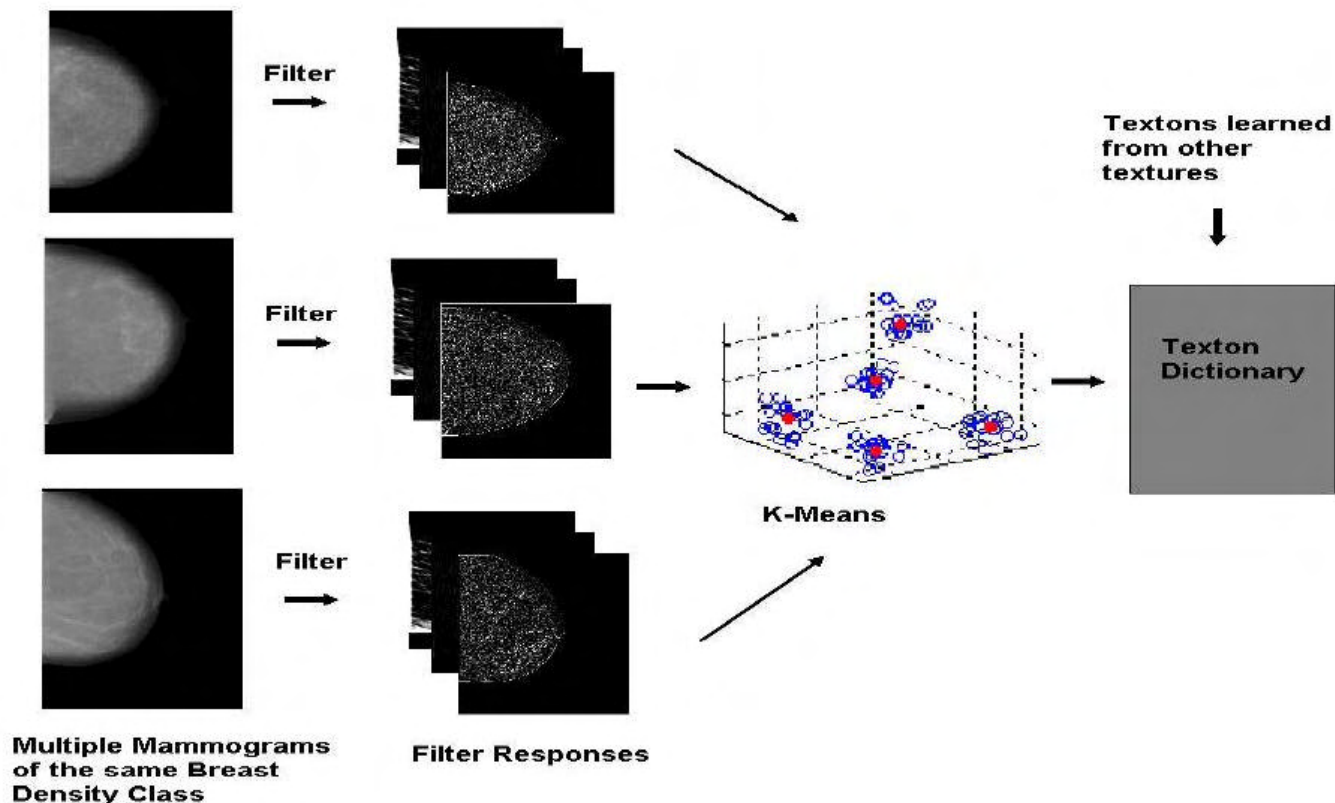 Filter
Filter
Filter
Multiple Mammograms
of the same Breast
Density Class
Filter Responses
K-Means
Textons learned
from other
textures
Texton
Dictionary